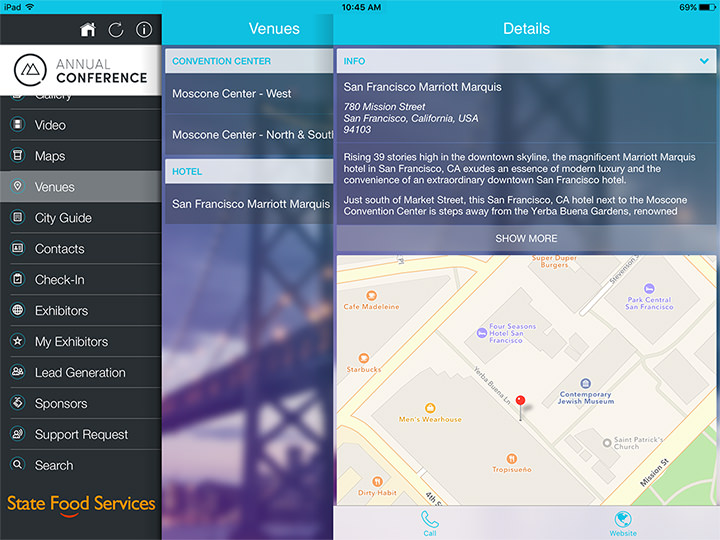 iPad
10:45 AM
69%
ANNUAL
CONFERENCE
Gallery
Video
Maps
Venues
City Guide
Contacts
Check-In
Exhibitors
My Exhibitors
Lead Generation
Sponsors
Support Request
Search
State Food Services
Venues
CONVENTION CENTER
Moscone Center - West
Moscone Center - North & Sout
HOTEL
San Francisco Marriott Marquis
Details
INFO
San Francisco Marriott Marquis
780 Mission Street
San Francisco, California, USA
94103
Rising 39 stories high in the downtown skyline, the magnificent Marriott Marquis
hotel in San Francisco, CA exudes an essence of modern luxury and the
convenience of an extraordinary downtown San Francisco hotel.
Just south of Market Street, this San Francisco, CA hotel next to the Moscone
Convention Center is steps away from the Yerba Buena Gardens, renowned
SHOW MORE
Super Duper
Burgers
Stevenson S
Cafe Madeleine
Park Central
San Francisco
Four Seasons
Hotel San
Francisco
Starbucks
Yerba Buena Ln
Contemporary
Jewish Museum
Men's Wearhouse
Saint Patrick's
Church
Tropisueño
Mission St
Dirty Habit
4th S
Call
Website